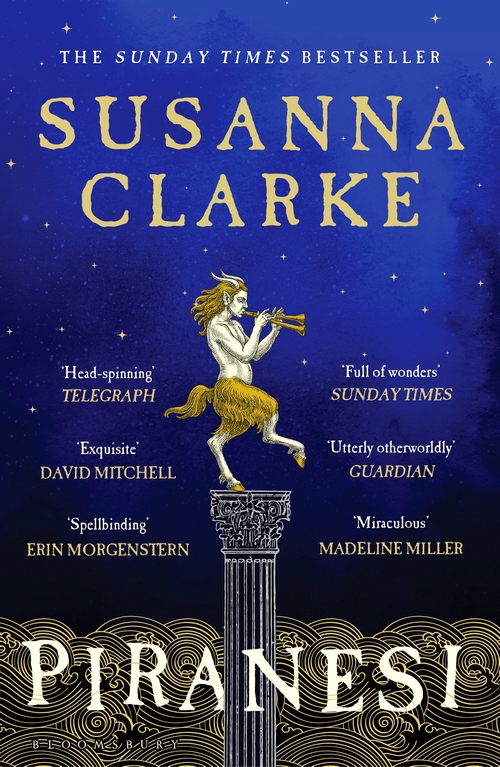 THE SUNDAY TIMES BESTSELLER
SUSANNA
CLARKE
'Head-spinning'
TELEGRAPH
'Full of wonders'
SUNDAY TIMES
'Exquisite'
DAVID MITCHELL
'Utterly otherworldly'
GUARDIAN
'Spellbinding'
ERIN MORGENSTERN
'Miraculous'
MADELINE MILLER
PIRANESI
BLOOMSBURY